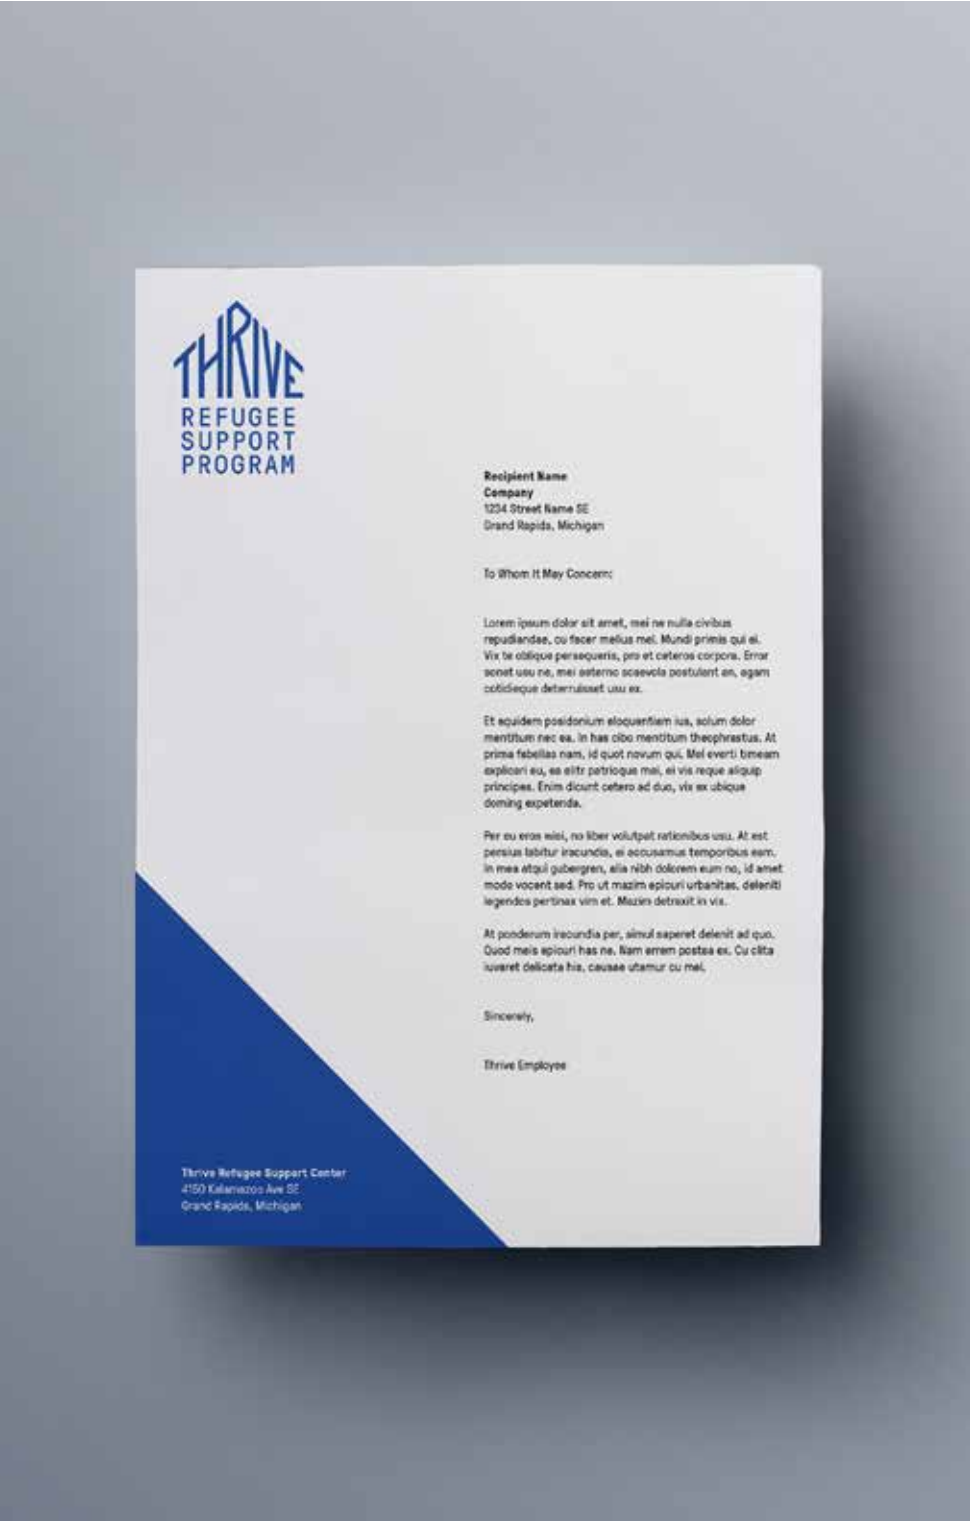 THRIVE
REFUGEE
SUPPORT
PROGRAM
Recipient Name
Company
1234 Street Name SE
Grand Rapids, Michigan
To Whom It May Concern:
Lorem ipsum dolor sit amet, mei ne nulla civibus
repudiandae, cu facer melius mel. Mundi primis qui ei.
Vix te oblique persequeris, pro et ceteros corpora. Error
sonet usu ne, mei aeterno scaevola postulant an, agam
cotidieque deterruisset usu ex.
Et equidem posidonium eloquentiam ius, solum dolor
mentitum nec ea. In has cibo mentitum theophrastus. At
prima fabellas nam, id quot novum qui. Mel everti timeam
explicari eu, ea elitr patrioque mei, ei vis reque aliquip
principes. Enim dicunt cetero ad duo, vix ex ubique
doming expetenda.
Per eu eros wisi, no liber volutpat rationibus usu. At est
persius labitur iracundia, ei accusamus temporibus eam.
In mea atqui gubergren, alia nibh dolorem eum no, id amet
modo vocent sed. Pro ut mazim epicuri urbanitas, deleniti
legendos pertinax vim et. Mazim detraxit in vix.
At ponderum iracundia per, simul saperet delenit ad quo.
Quod meis epicuri has ne. Nam errem postea ex. Cu clita
iuvaret delicata his, causae utamur cu mel.
Sincerely,
Thrive Employee
Thrive Refugee Support Center
4150 Kalamazoo Ave SE
Grand Rapids, Michigan